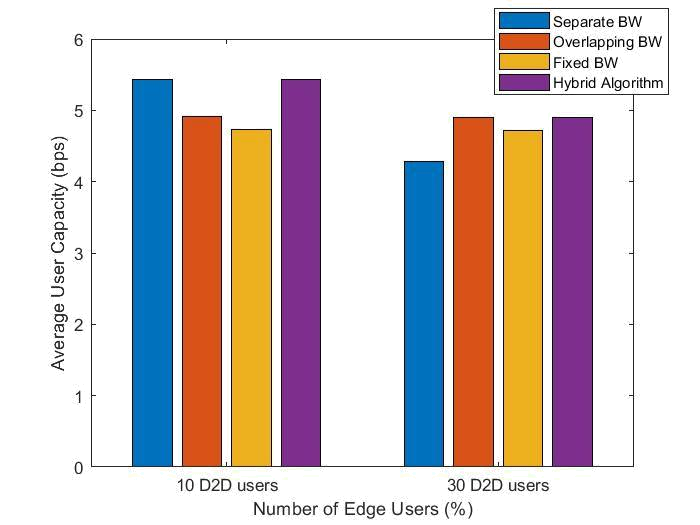 Separate BW
Overlapping BW
Fixed BW
Hybrid Algorithm
6
5
4
3
2
1
0
Average User Capacity (bps)
10 D2D users
30 D2D users
Number of Edge Users (%)